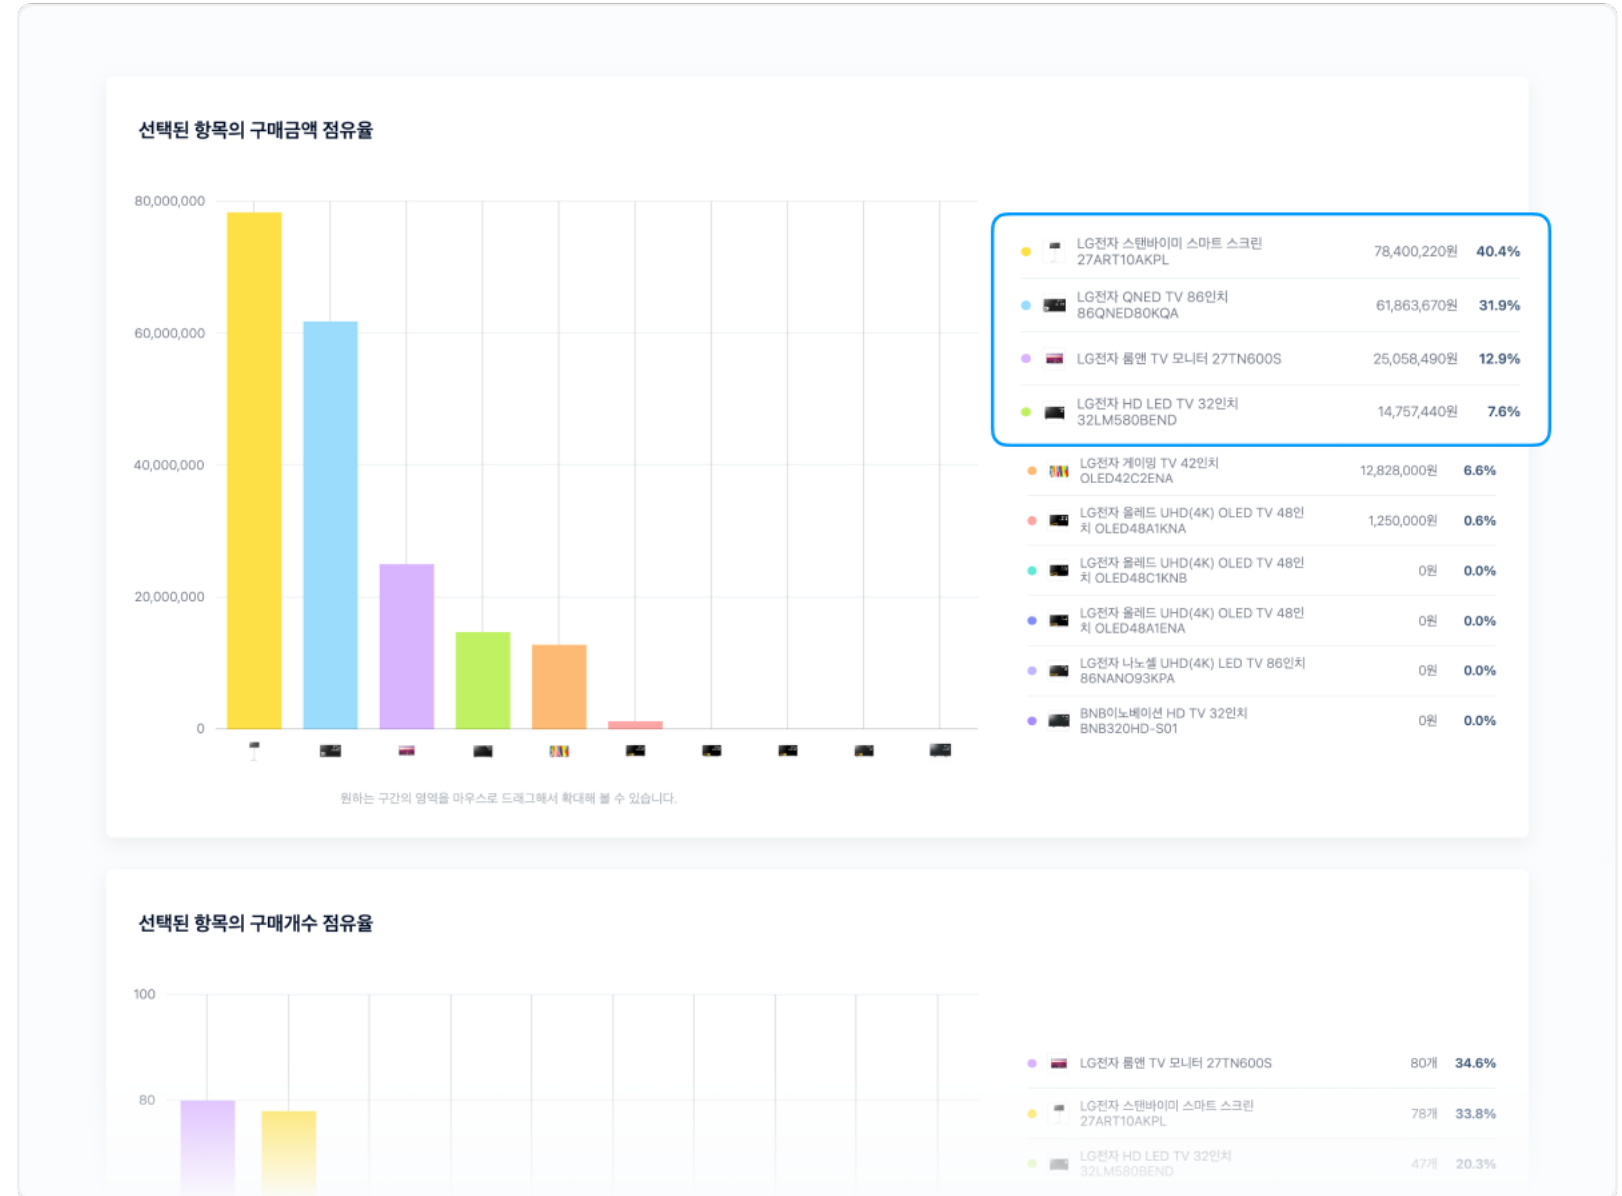 선택된 항목의 구매금액 점유율
80,000,000
60,000,000
40,000,000
20,000,000
0
원하는 구간의 영역을 마우스로 드래그해서 확대해 볼 수 있습니다.
LG전자 스탠바이미 스마트 스크린
27ART10AKPL
78,400,220원 40.4%
LG전자 QNED TV 86인치
86QNED80KQA
61,863,670원 31.9%
LG전자 룸앤 TV 모니터 27TN600S 25,058,490원 12.9%
LG전자 HD LED TV 32인치
32LM580BEND
14,757,440원 7.6%
LG전자 게이밍 TV 42인치
OLED42C2ENA
12,828,000원 6.6%
LG전자 올레드 UHD(4K) OLED TV 48인
치 OLED48A1KNA
1,250,000원 0.6%
LG전자 올레드 UHD(4K) OLED TV 48인
치 OLED48C1KNB
0원 0.0%
LG전자 올레드 UHD(4K) OLED TV 48인
치 OLED48A1ENA
0원 0.0%
LG전자 나노셀 UHD(4K) LED TV 86인치
86NANO93KPA
0원 0.0%
BNB이노베이션 HD TV 32인치
BNB320HD-S01
0원 0.0%
선택된 항목의 구매개수 점유율
100
80
LG전자 룸앤 TV 모니터 27TN600S 80개 34.6%
LG전자 스탠바이미 스마트 스크린
27ART10AKPL
78개 33.8%
LG전자 HD LED TV 32인치
32LM580BEND
47개 20.3%